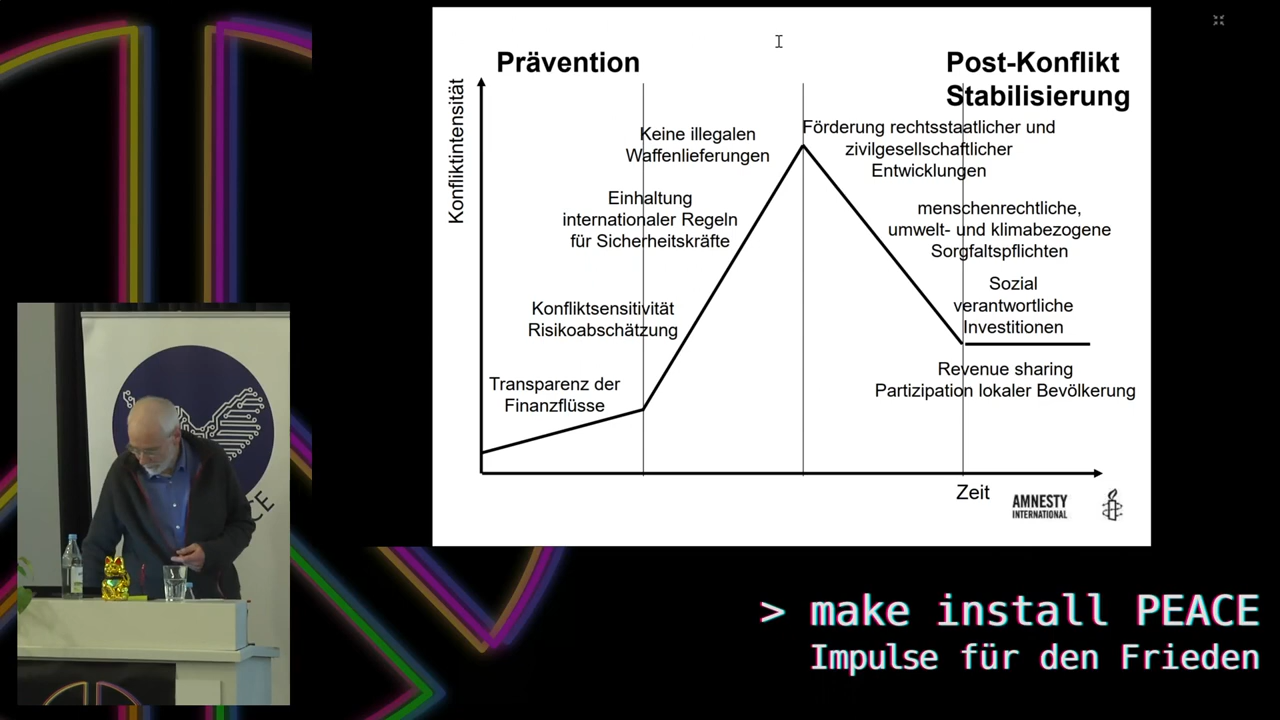 Prävention
Post-Konflikt
Stabilisierung
Konfliktintensität
Keine illegalen
Waffenlieferungen
Förderung rechtsstaatlicher und
zivilgesellschaftlicher
Entwicklungen
Einhaltung
internationaler Regeln
für Sicherheitskräfte
menschenrechtliche,
umwelt- und klimabezogene
Sorgfaltspflichten
Sozial
verantwortliche
Investitionen
Konfliktsensitivität
Risikoabschätzung
Revenue sharing
Partizipation lokaler Bevölkerung
Transparenz der
Finanzflüsse
Zeit
AMNESTY
INTERNATIONAL
> make install PEACE
Impulse für den Frieden